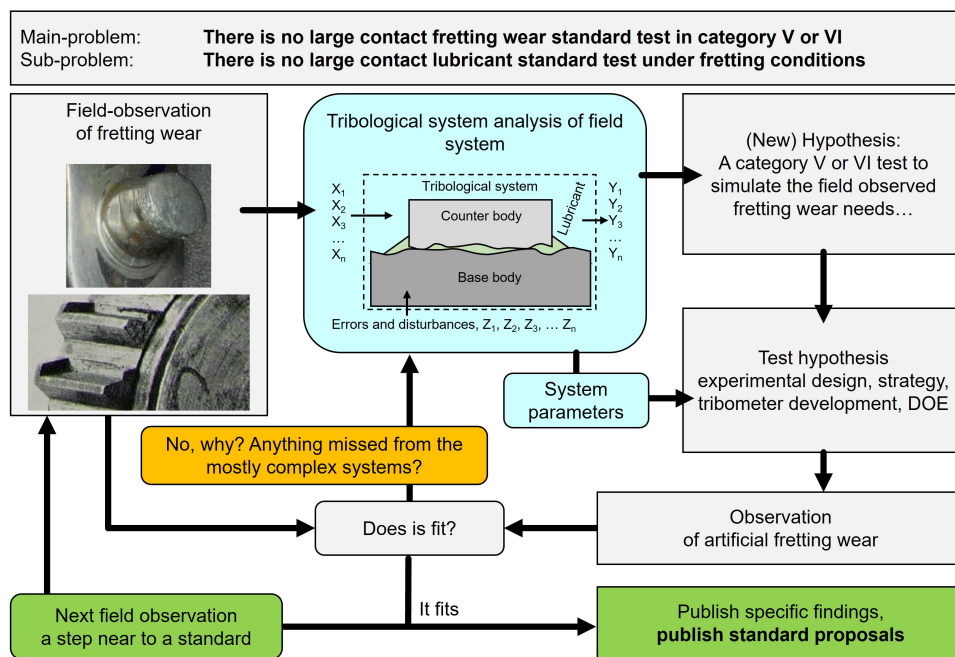 Main-problem: There is no large contact fretting wear standard test in category V or VI
Sub-problem: There is no large contact lubricant standard test under fretting conditions
Field-observation
of fretting wear
Tribological system analysis of field
system
X1
X2
X3
...
Xn
Tribological system
Counter body
Lubricant
Base body
Y1
Y2
Y3
...
Yn
Errors and disturbances, Z1, Z2, Z3, ... Zn
(New) Hypothesis:
A category V or VI test to
simulate the field observed
fretting wear needs...
System
parameters
Test hypothesis
experimental design, strategy,
tribometer development, DOE
No, why? Anything missed from the
mostly complex systems?
Does is fit?
Observation
of artificial fretting wear
Next field observation
a step near to a standard
It fits
Publish specific findings,
publish standard proposals